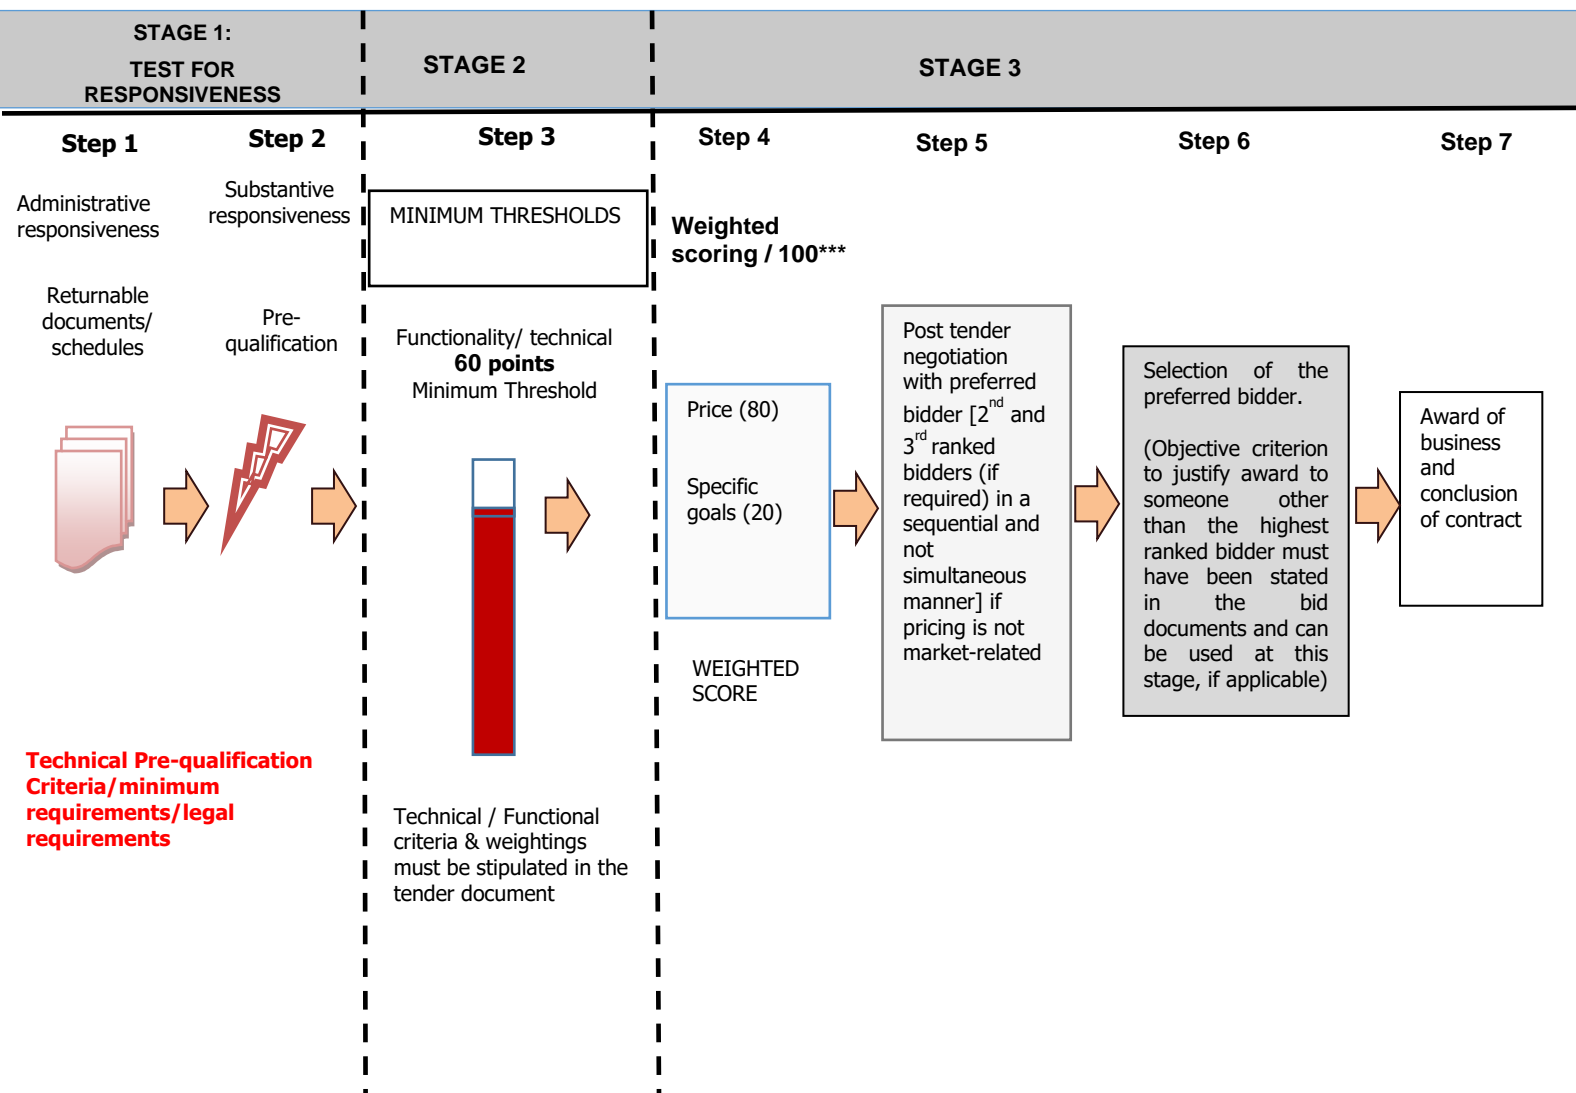 STAGE 1:
TEST FOR
RESPONSIVENESS
STAGE 2
STAGE 3
Step 1
Step 2
Step 3
Step 4
Step 5
Step 6
Step 7
Administrative
responsiveness
Returnable
documents/
schedules
Substantive
responsiveness
Pre-
qualification
Technical Pre-qualification
Criteria/minimum
requirements/legal
requirements
MINIMUM THRESHOLDS
Functionality/ technical
60 points
Minimum Threshold
Technical / Functional
criteria & weightings
must be stipulated in the
tender document
Weighted
scoring / 100***
Price (80)
Specific
goals (20)
WEIGHTED
SCORE
Post tender
negotiation
with preferred
bidder [2nd and
3rd ranked
bidders (if
required) in a
sequential and
not
simultaneous
manner] if
pricing is not
market-related
Selection of the
preferred bidder.
(Objective criterion
to justify award to
someone other
than the highest
ranked bidder must
have been stated
in the bid
documents and can
be used at this
stage, if applicable)
Award of
business
and
conclusion
of contract